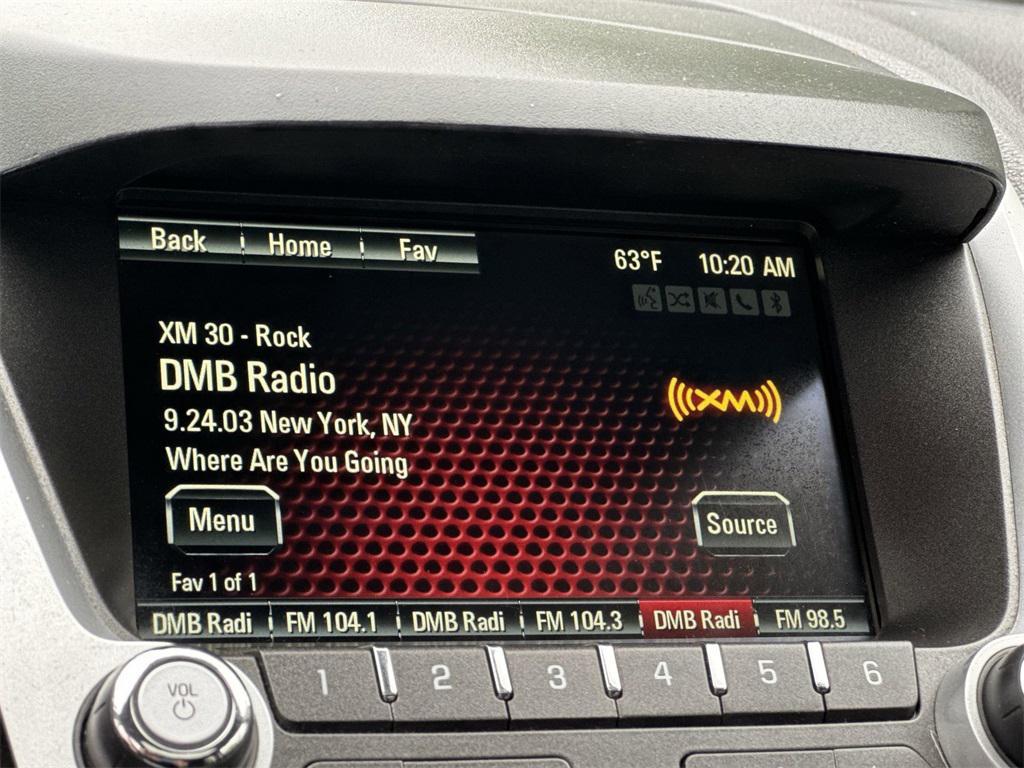 Back Home Fav
63°F 10:20 AM
XM 30 - Rock
DMB Radio
XM
9.24.03 New York, NY
Where Are You Going
Menu
Source
Fav 1 of 1
DMB Radi FM 104.1 DMB Radi FM 104.3 DMB Radi FM 98.5
VOL 1 2 3 4 5 6